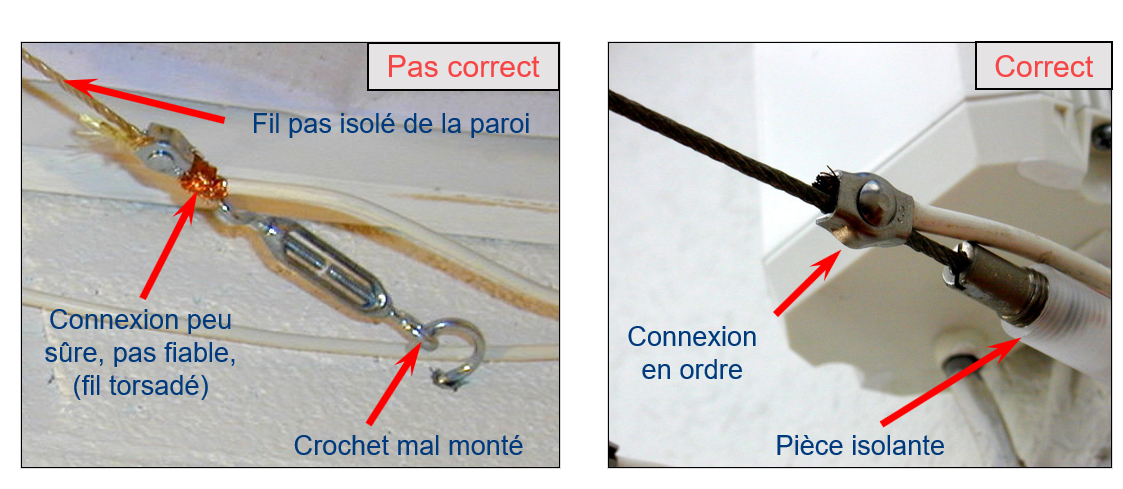 Pas correct
Fil pas isolé de la paroi
Connexion peu
sûre, pas fiable,
(fil torsadé)
Crochet mal monté
Correct
Connexion
en ordre
Pièce isolante